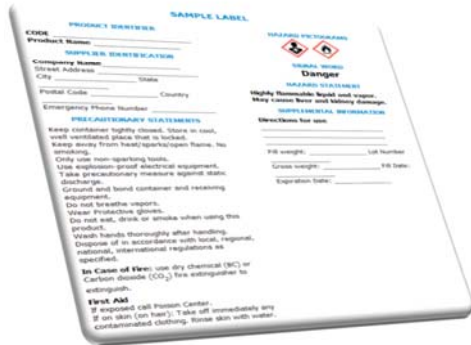 SAMPLE LABEL
PRODUCT IDENTIFIER
CODE
Product Name
SUPPLIER IDENTIFICATION
Company Name
Street Address
City State
Postal Code Country
Emergency Phone Number
PRECAUTIONARY STATEMENTS
Keep container tightly closed. Store in cool,
well ventilated place that is locked.
Keep away from heat/sparks/open flame. No
smoking.
Only use non-sparking tools.
Use explosion-proof electrical equipment.
Take precautionary measure against static
discharge.
Ground and bond container and receiving
equipment.
Do not breathe vapors.
Wear Protective gloves.
Do not eat, drink or smoke when using this
product.
Wash hands thoroughly after handling.
Dispose of in accordance with local, regional,
national, international regulations as
specified.
In Case of Fire: use dry chemical (BC) or
Carbon dioxide (CO₂) fire extinguisher to
extinguish.
First Aid
If exposed call Poison Center.
If on skin (on hair): Take off immediately any
contaminated clothing. Rinse skin with water.
HAZARD PICTOGRAMS
SIGNAL WORD
Danger
HAZARD STATEMENT
Highly flammable liquid and vapor.
May cause liver and kidney damage.
SUPPLEMENTAL INFORMATION
Directions for use
Fill weight: Lot Number
Gross weight: Fill Date:
Expiration Date: